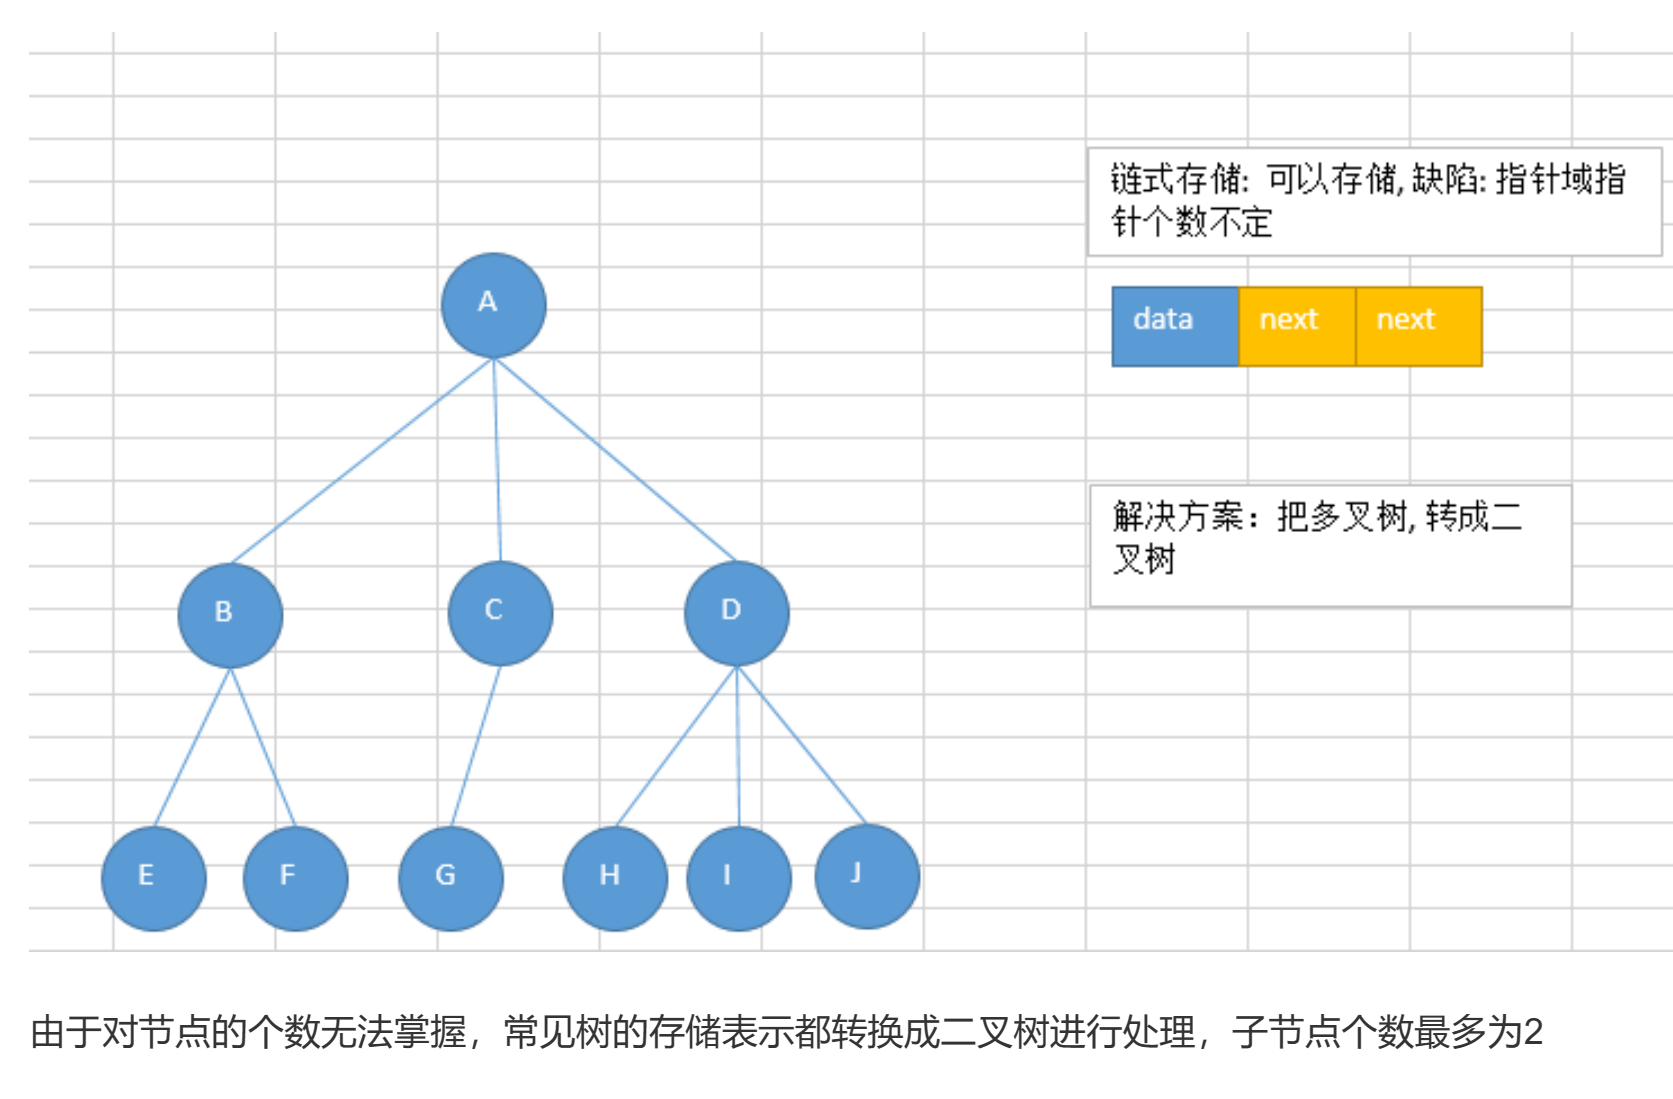 链式存储: 可以存储, 缺陷: 指针域指
针个数不定
A
data next next
解决方案：把多叉树, 转成二
叉树
B C D
E F G H I J
由于对节点的个数无法掌握，常见树的存储表示都转换成二叉树进行处理，子节点个数最多为2